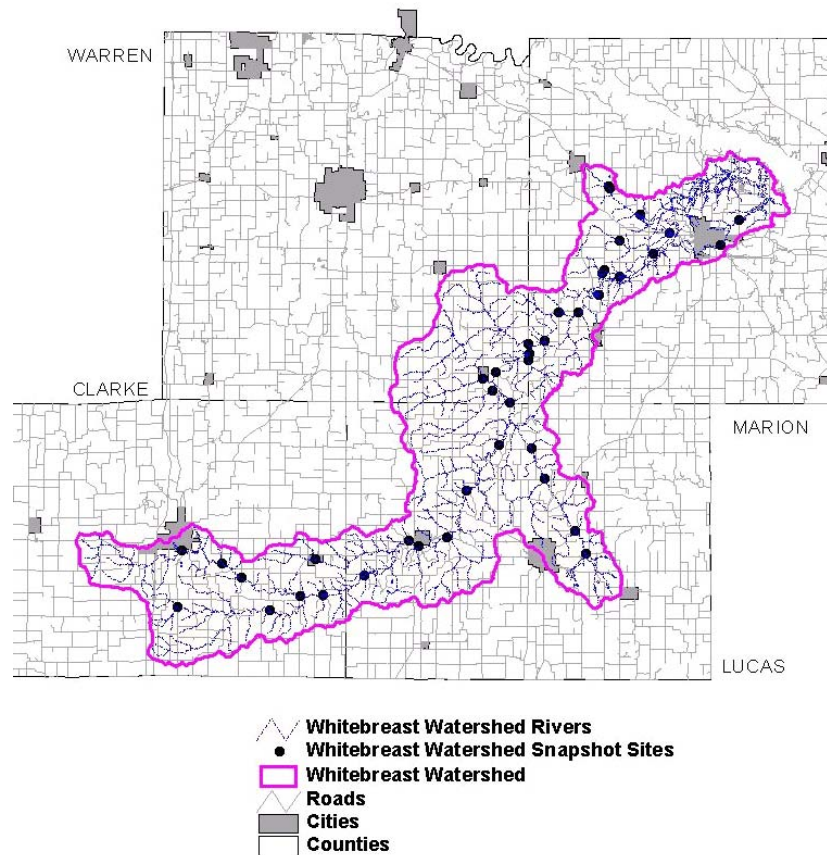 WARREN
CLARKE
MARION
LUCAS
Whitebreast Watershed Rivers
Whitebreast Watershed Snapshot Sites
Whitebreast Watershed
Roads
Cities
Counties